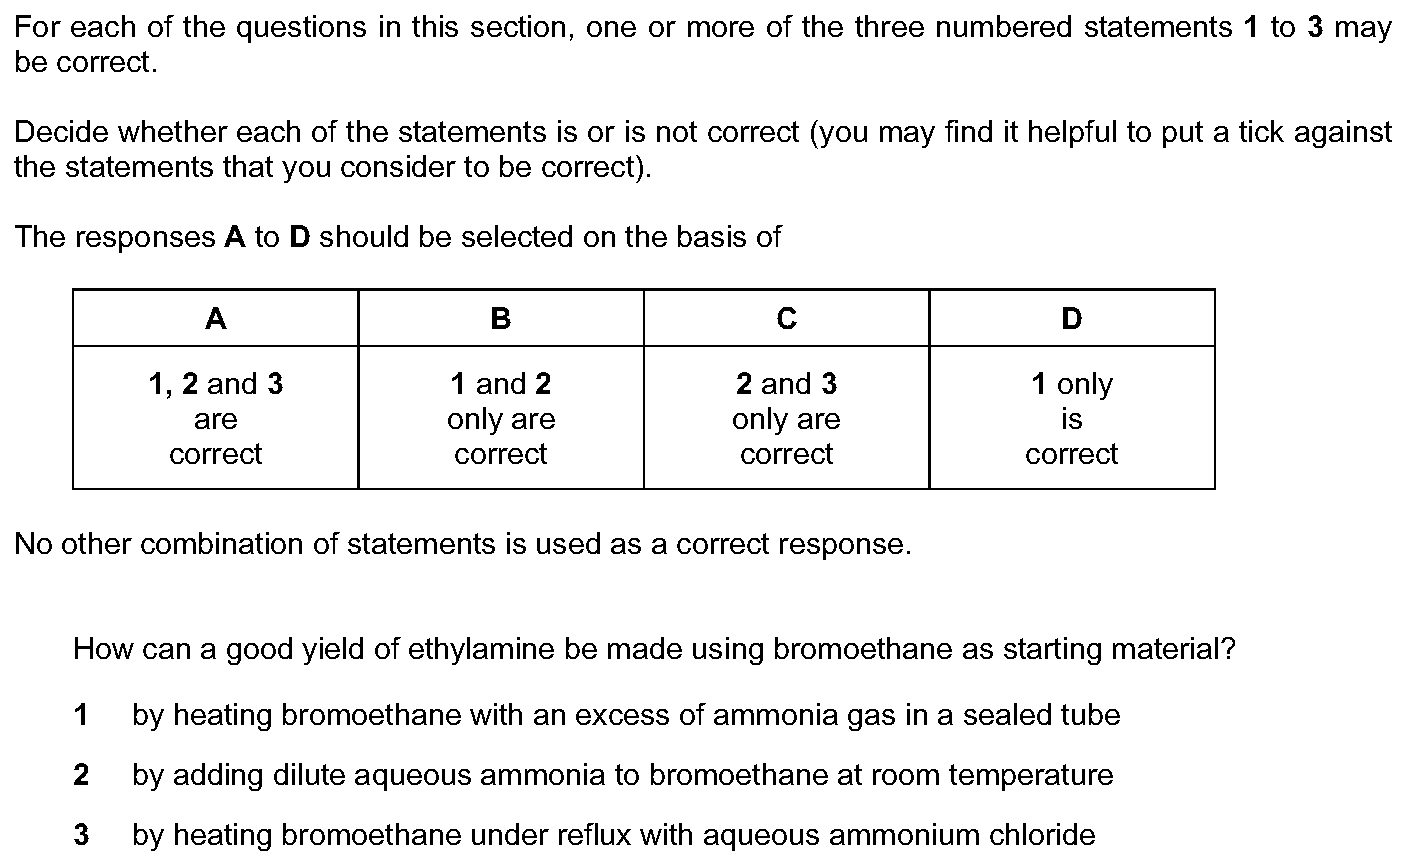 For each of the questions in this section, one or more of the three numbered statements 1 to 3 may
be correct.
Decide whether each of the statements is or is not correct (you may find it helpful to put a tick against
the statements that you consider to be correct).
The responses A to D should be selected on the basis of
A B C D
1, 2 and 3 1 and 2 2 and 3 1 only
are only are only are is
correct correct correct correct
No other combination of statements is used as a correct response.
How can a good yield of ethylamine be made using bromoethane as starting material?
1 by heating bromoethane with an excess of ammonia gas in a sealed tube
2 by adding dilute aqueous ammonia to bromoethane at room temperature
3 by heating bromoethane under reflux with aqueous ammonium chloride